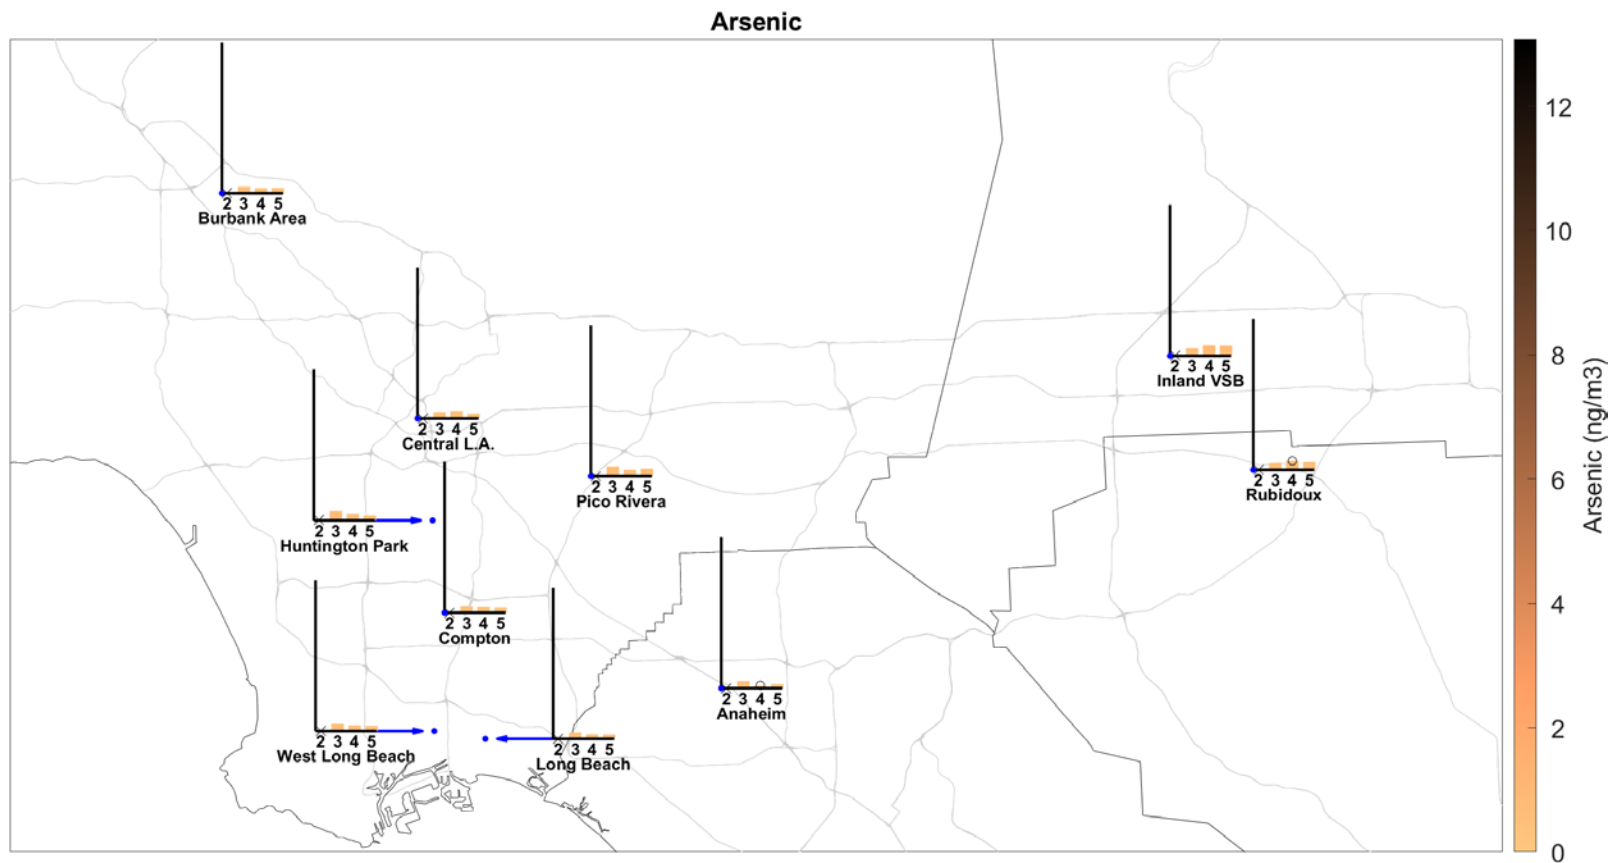 Arsenic
12
10
8
6
4
2
0
Arsenic (ng/m3)
2 3 4 5
Burbank Area
2 3 4 5
Central L.A.
2 3 4 5
Pico Rivera
2 3 4 5
Inland VSB
2 3 4 5
Rubidoux
2 3 4 5
Huntington Park
2 3 4 5
Compton
2 3 4 5
Anaheim
2 3 4 5
West Long Beach
2 3 4 5
Long Beach